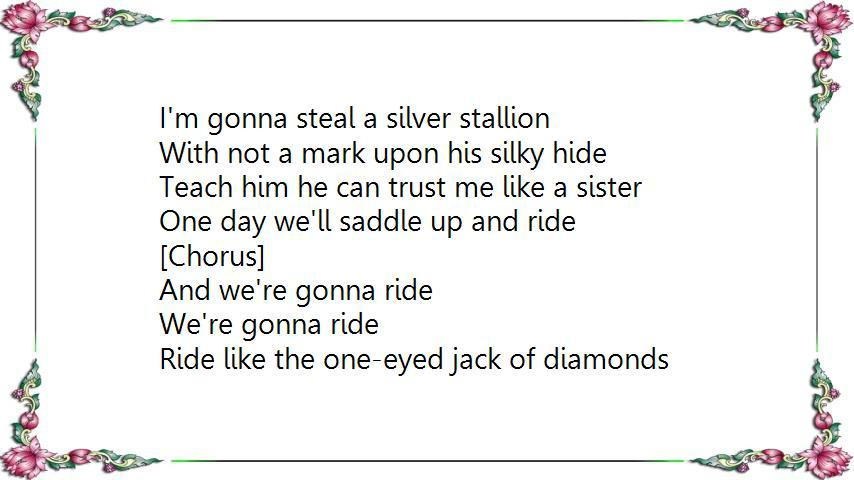 I'm gonna steal a silver stallion
With not a mark upon his silky hide
Teach him he can trust me like a sister
One day we'll saddle up and ride
[Chorus]
And we're gonna ride
We're gonna ride
Ride like the one-eyed jack of diamonds